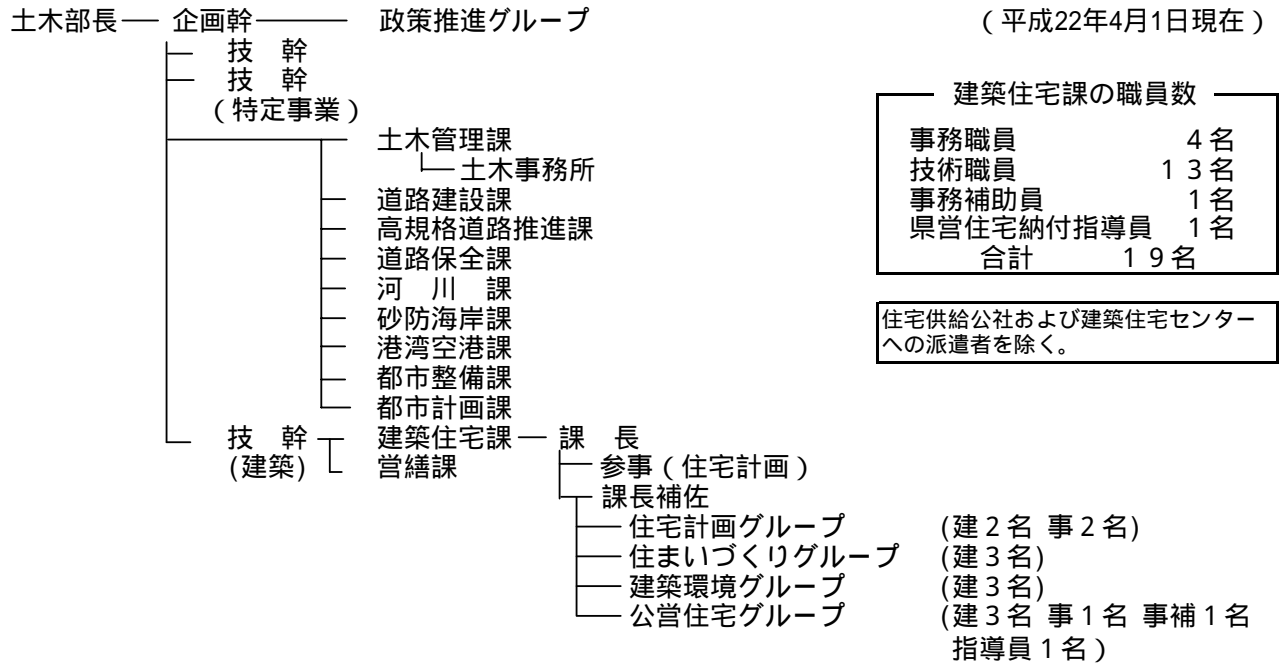 土木部長 企画幹 政策推進グループ （平成22年4月1日現在）
技　幹
技　幹
（特定事業）
土木管理課
土木事務所
道路建設課
高規格道路推進課
道路保全課
河　川　課
砂防海岸課
港湾空港課
都市整備課
都市計画課
技　幹 建築住宅課 課　長
(建築) 営繕課 参事（住宅計画）
課長補佐
住宅計画グループ (建２名 事２名)
住まいづくりグループ (建３名)
建築環境グループ (建３名)
公営住宅グループ (建３名 事１名 事補１名
指導員１名）
建築住宅課の職員数
事務職員 ４名
技術職員 １３名
事務補助員 １名
県営住宅納付指導員 １名
合計 １９名
住宅供給公社および建築住宅センター
への派遣者を除く。